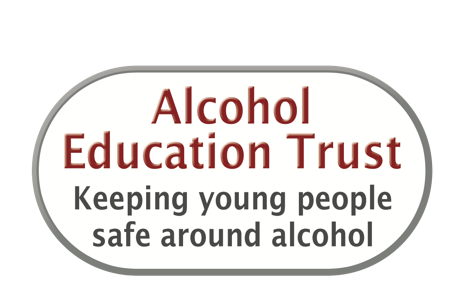 Alcohol
Education Trust
Keeping young people
safe around alcohol